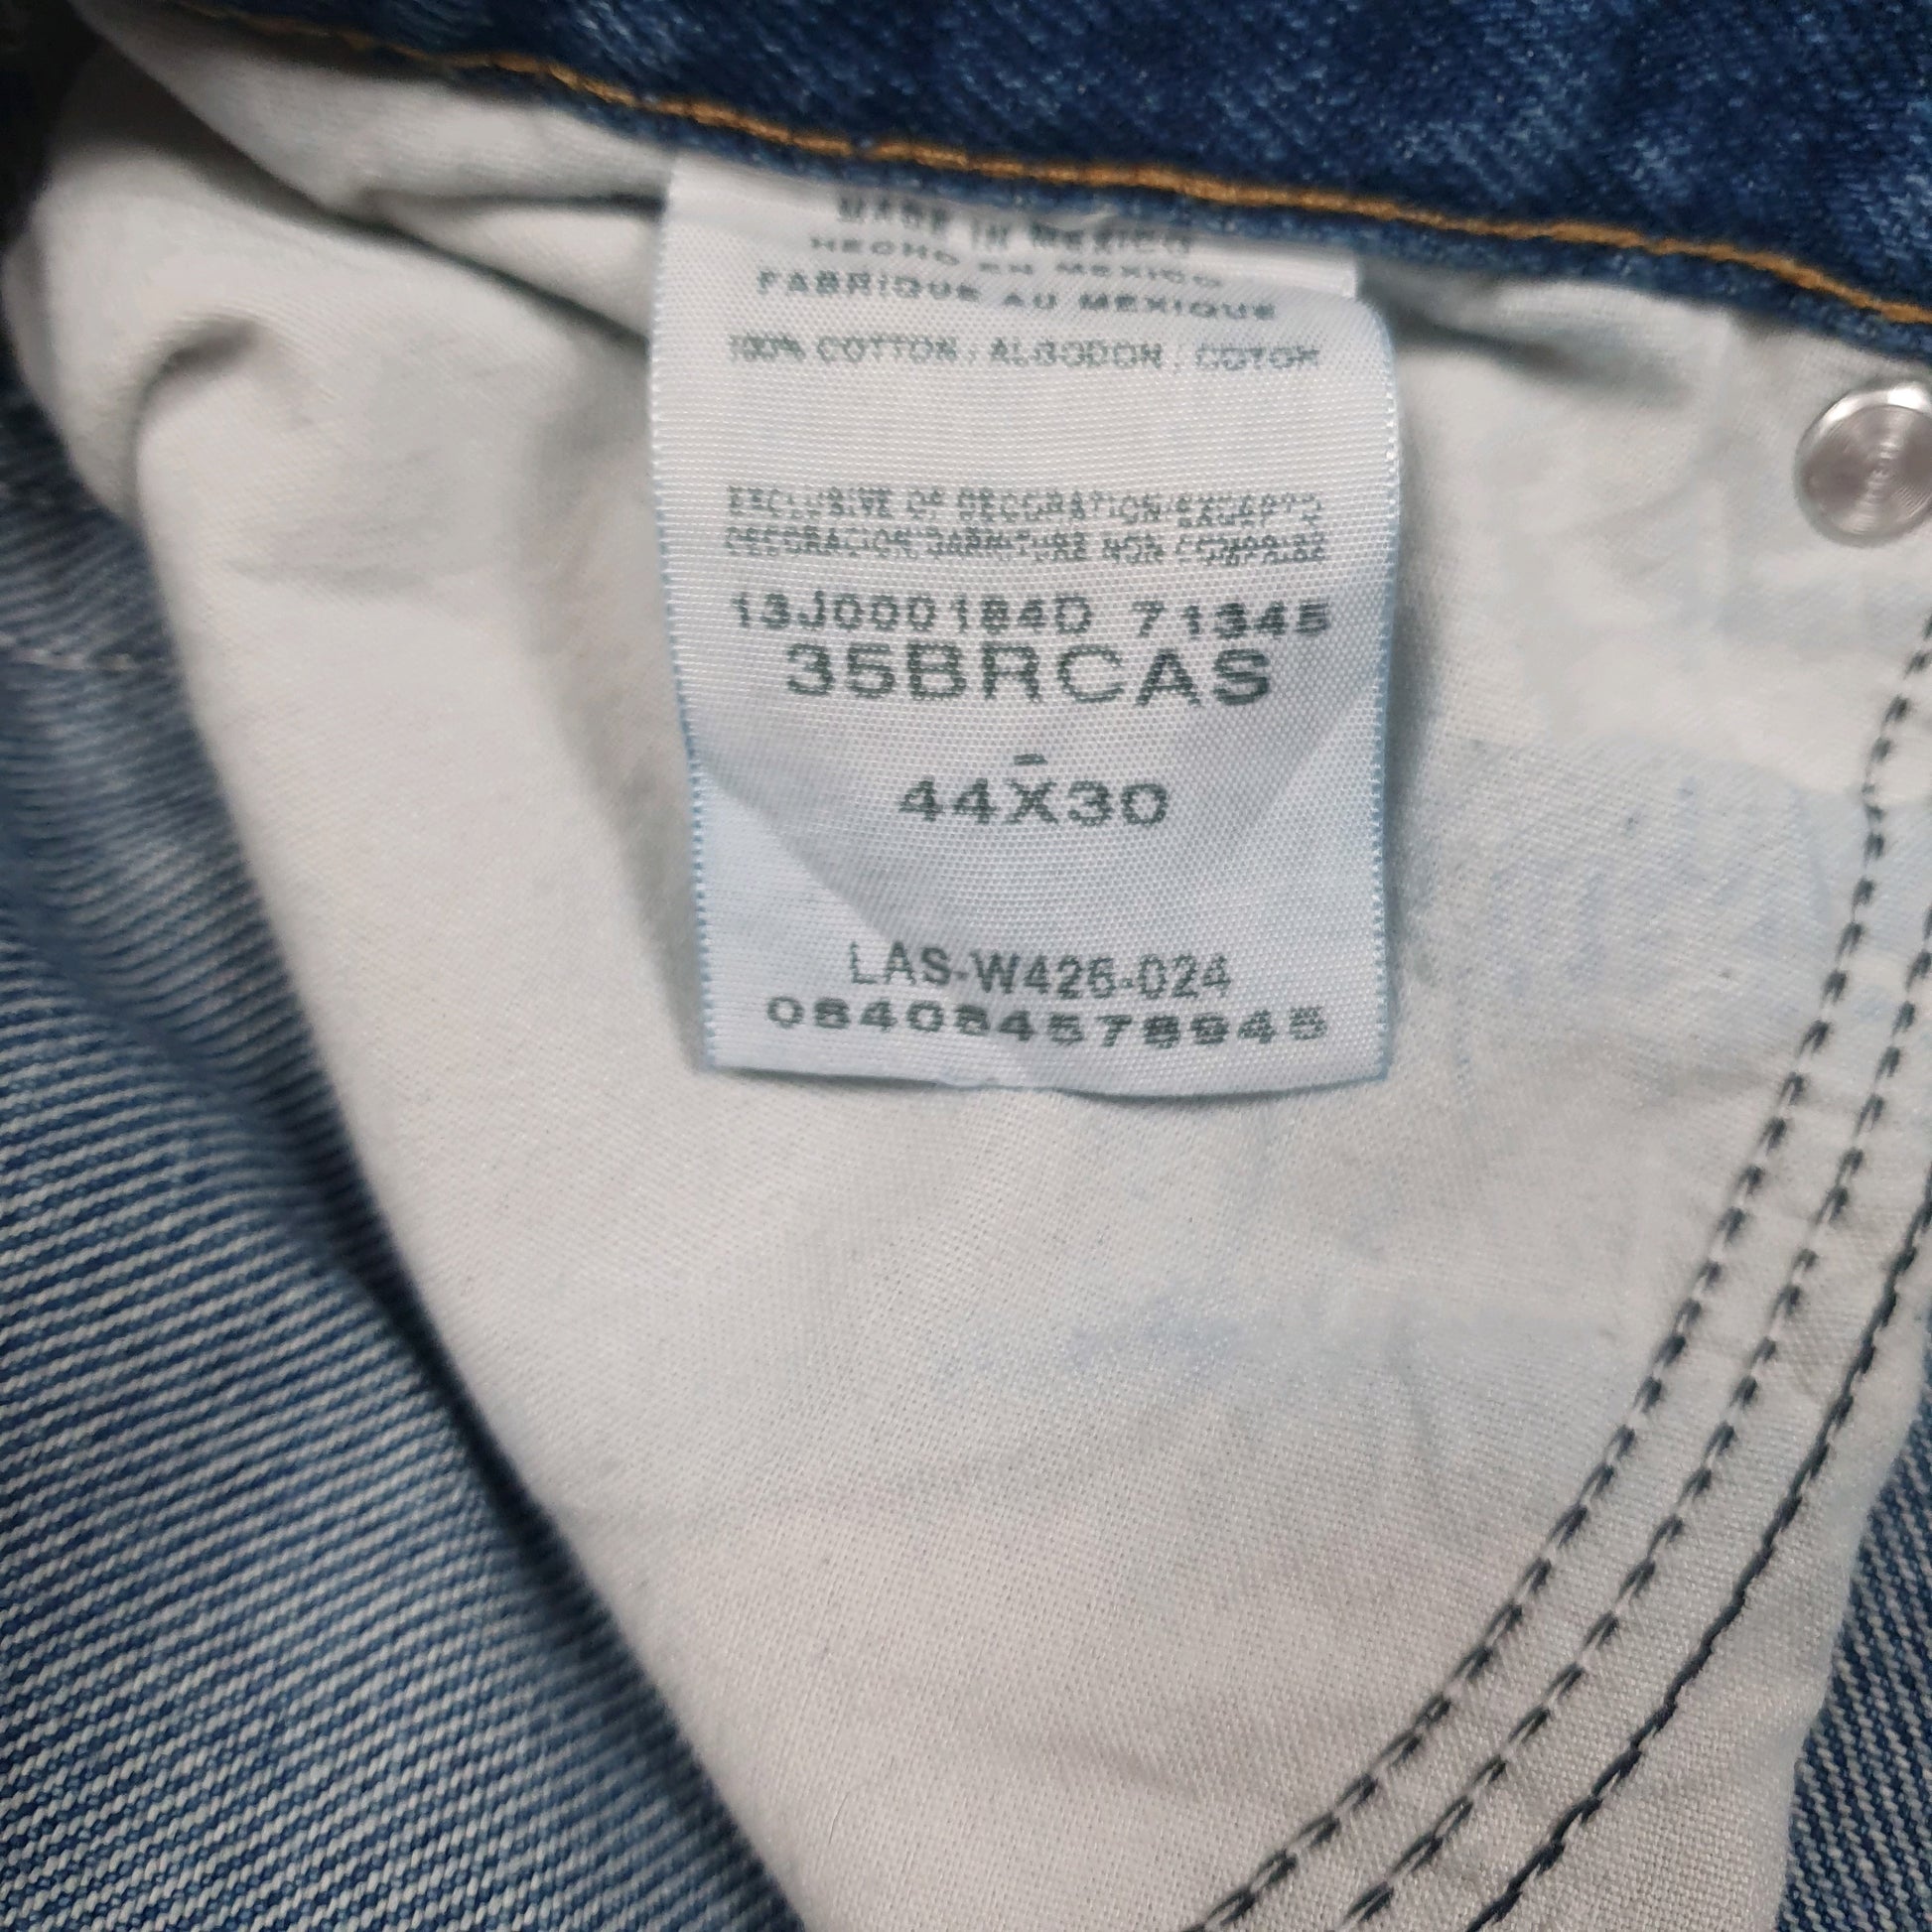 MADE IN MEXICO
HECHO EN MEXICO
FABRIQUE AU MEXIQUE
100% COTTON, ALGODON, COTON
EXCLUSIVE OF DECORATION/EXCEPTO
DECORACION/GARNITURE NON COMPRISE
13J000184D 71345
35BRCAS
-
44X30
LAS-W426-024
084084578945